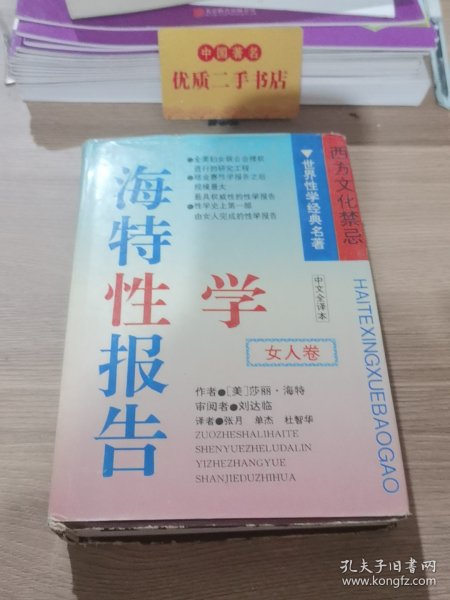 中国著名
优质二手书店
西方文化禁忌
▼世界性学经典名著
●全美妇女联合会授权
进行的研究工程
●继金赛性学报告之后
规模最大
最具权威性的性学报告
●性学史上第一部
由女人完成的性学报告
中文全译本
HAITEXINGXUEBAOGAO
海特性学报告
女人卷
作者●[美]莎丽·海特
审阅者●刘达临
译者●张月 单杰 杜智华
ZUOZHESHALIHAITE
SHENYUEZHELUDALIN
YIZHEZHANGYUE
SHANJIEDUZHIHUA
孔夫子旧书网
www.kongfz.com